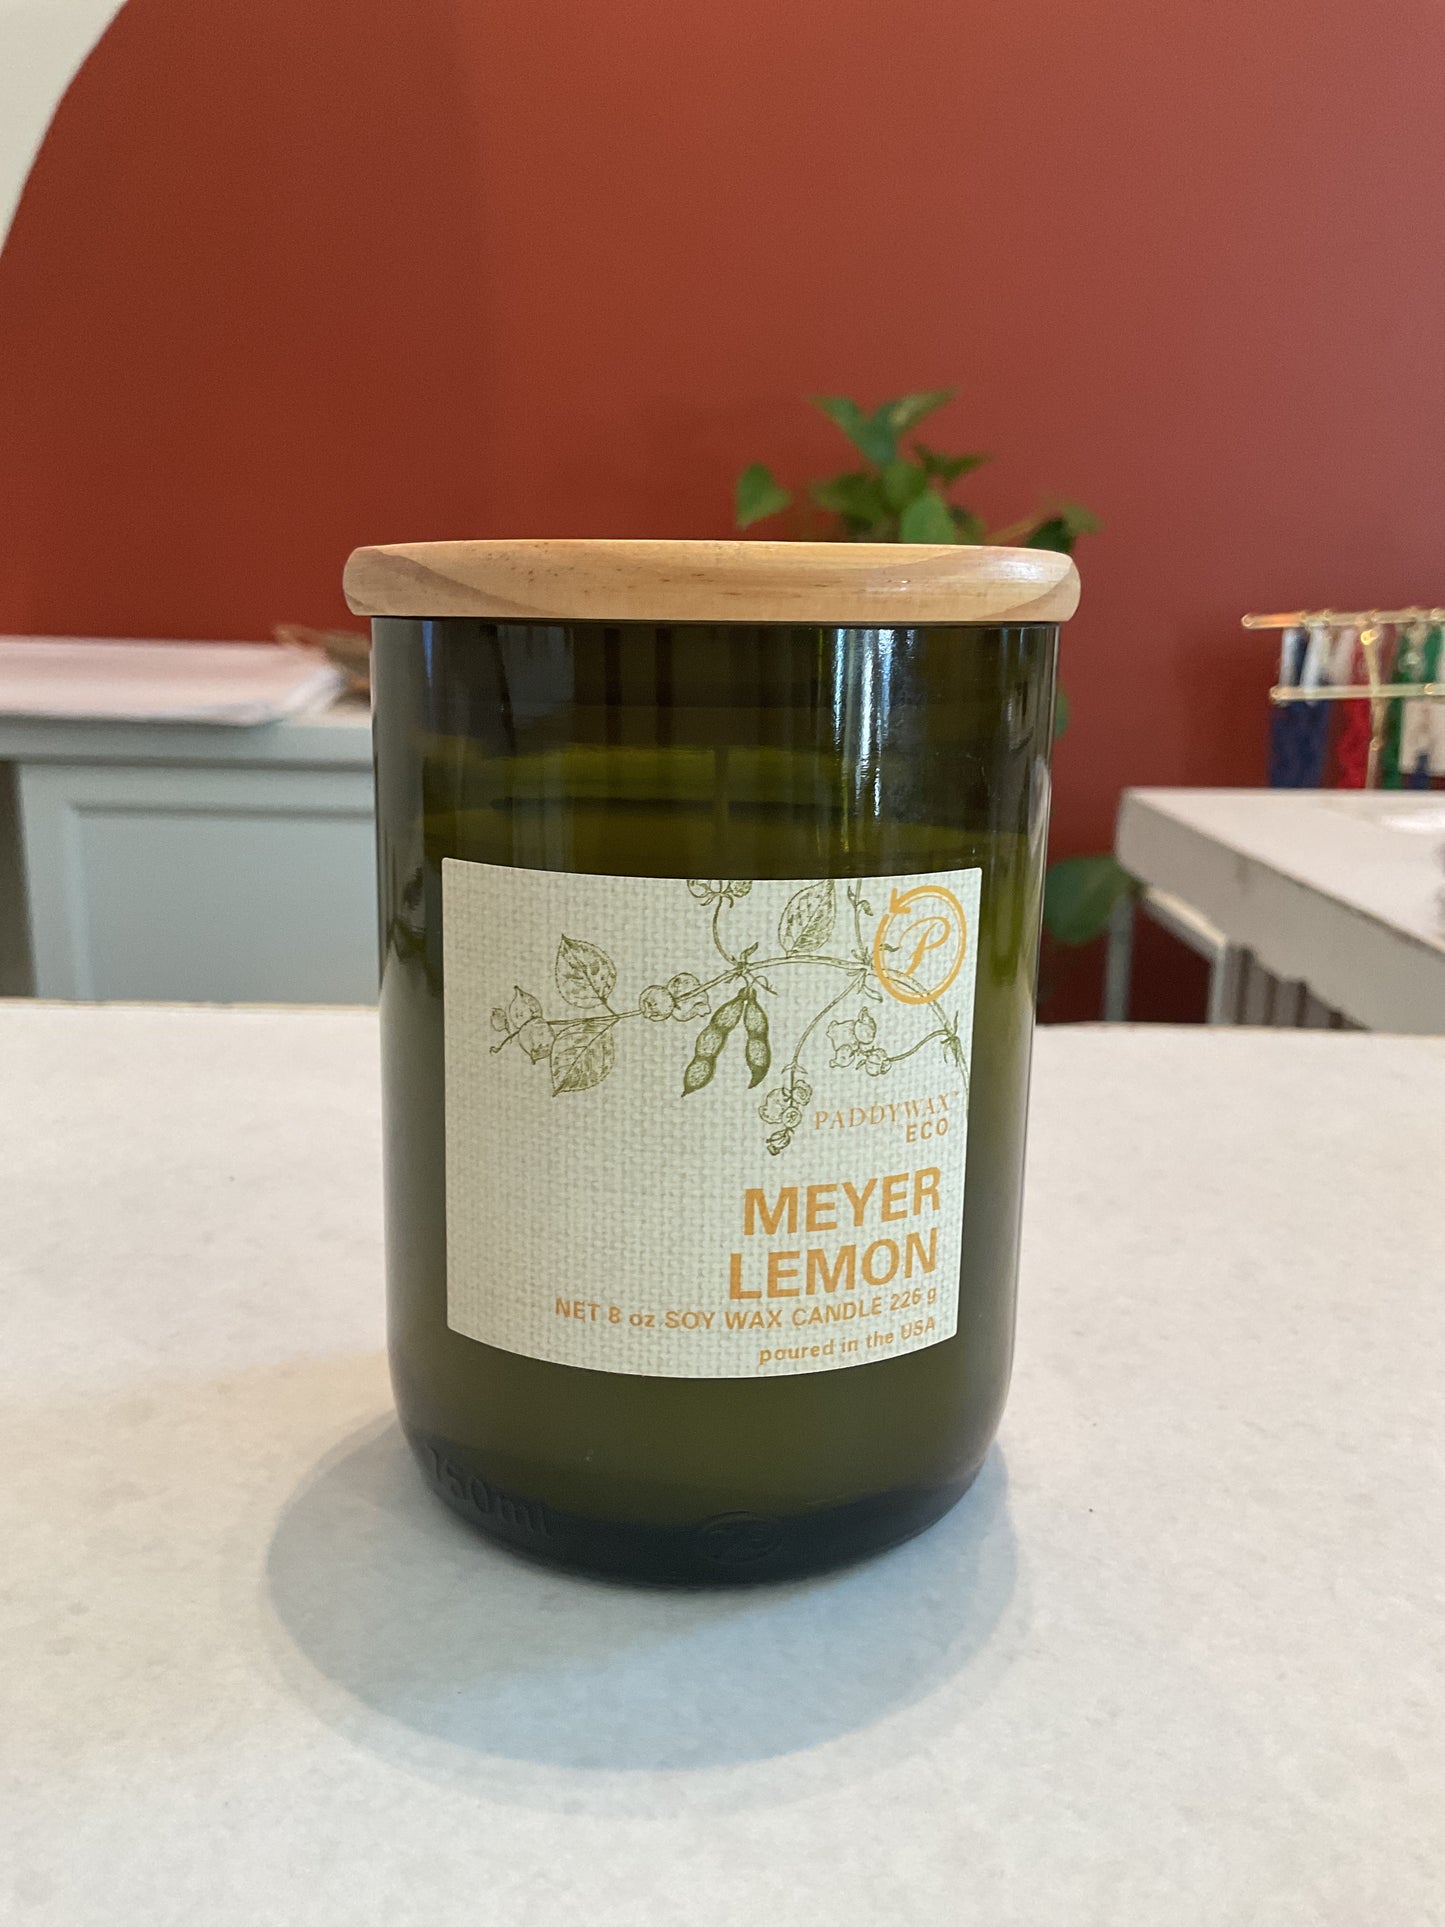 P
PADDYWAX™
ECO
MEYER
LEMON
NET 8 oz SOY WAX CANDLE 226 g
poured in the USA
750ml